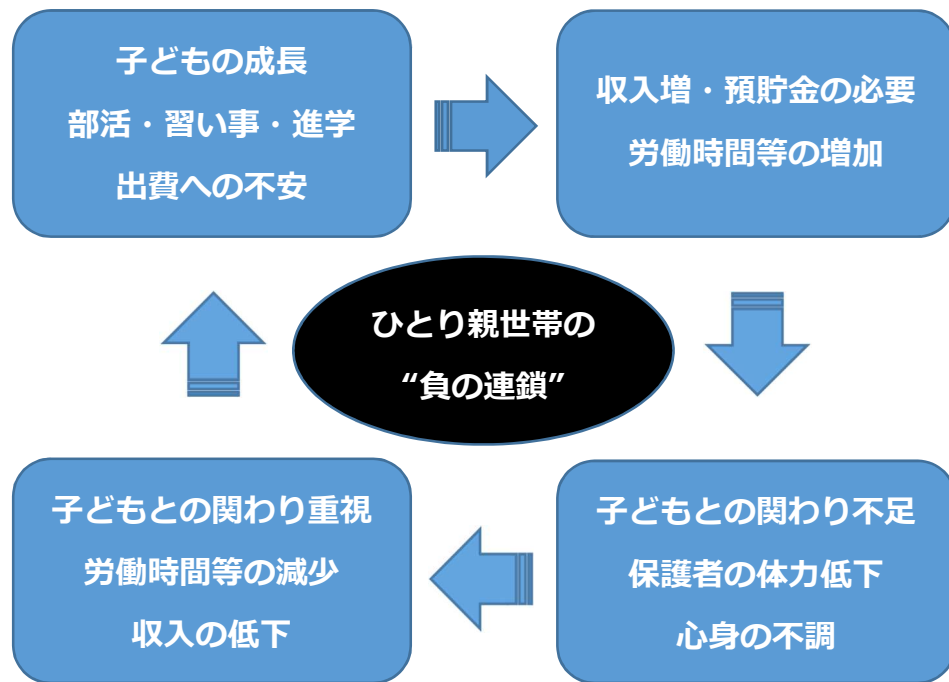 子どもの成長
部活・習い事・進学
出費への不安
収入増・預貯金の必要
労働時間等の増加
ひとり親世帯の
“負の連鎖”
子どもとの関わり重視
労働時間等の減少
収入の低下
子どもとの関わり不足
保護者の体力低下
心身の不調